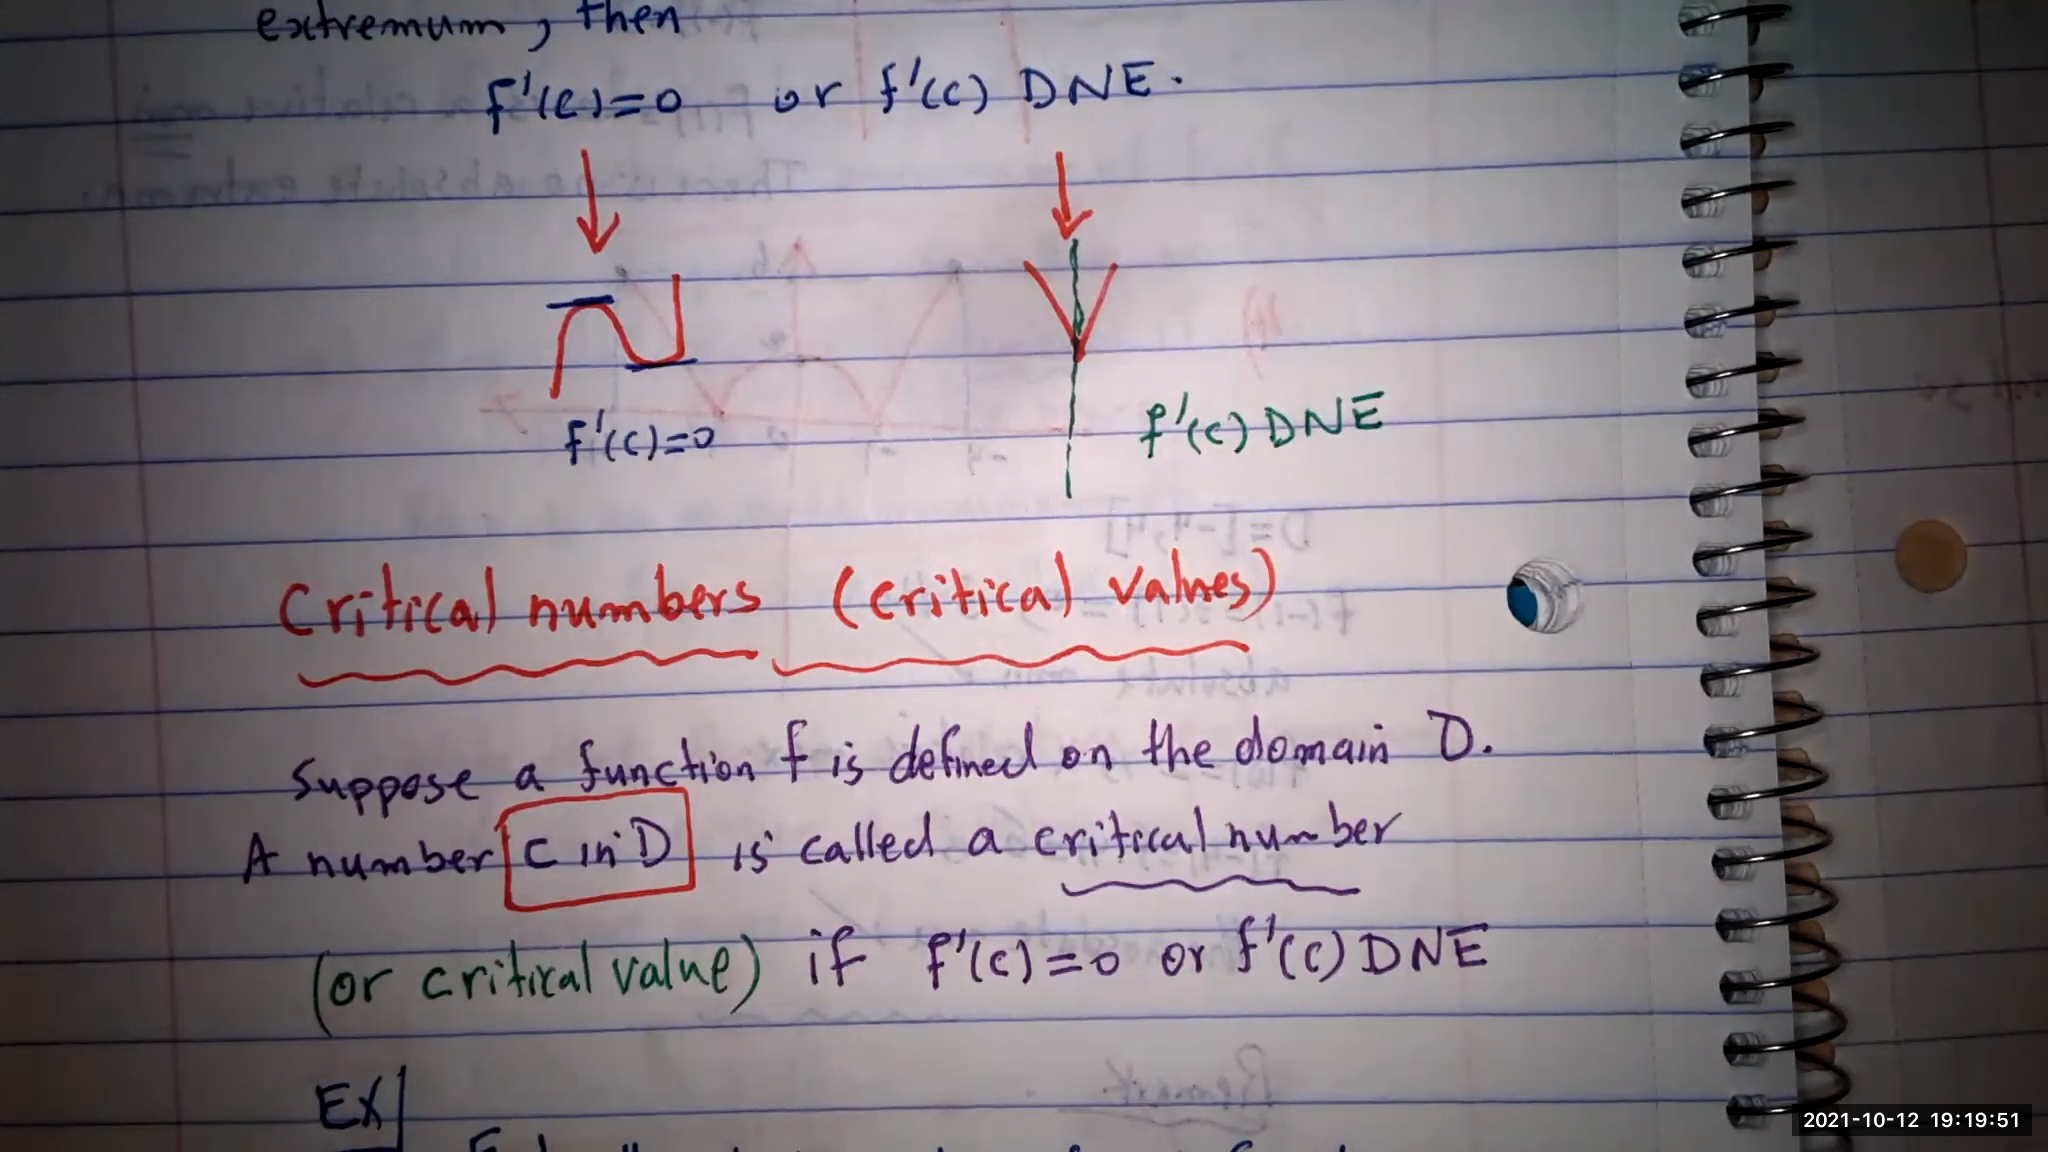 extremum, then
f'(c)=0 or f'(c) DNE.
f'(c)=0
f'(c) DNE
Critical numbers (critical values)
Suppose a function f is defined on the domain D.
A number c in D is called a critical number
(or critical value) if f'(c)=0 or f'(c) DNE
EX
2021-10-12 19:19:51